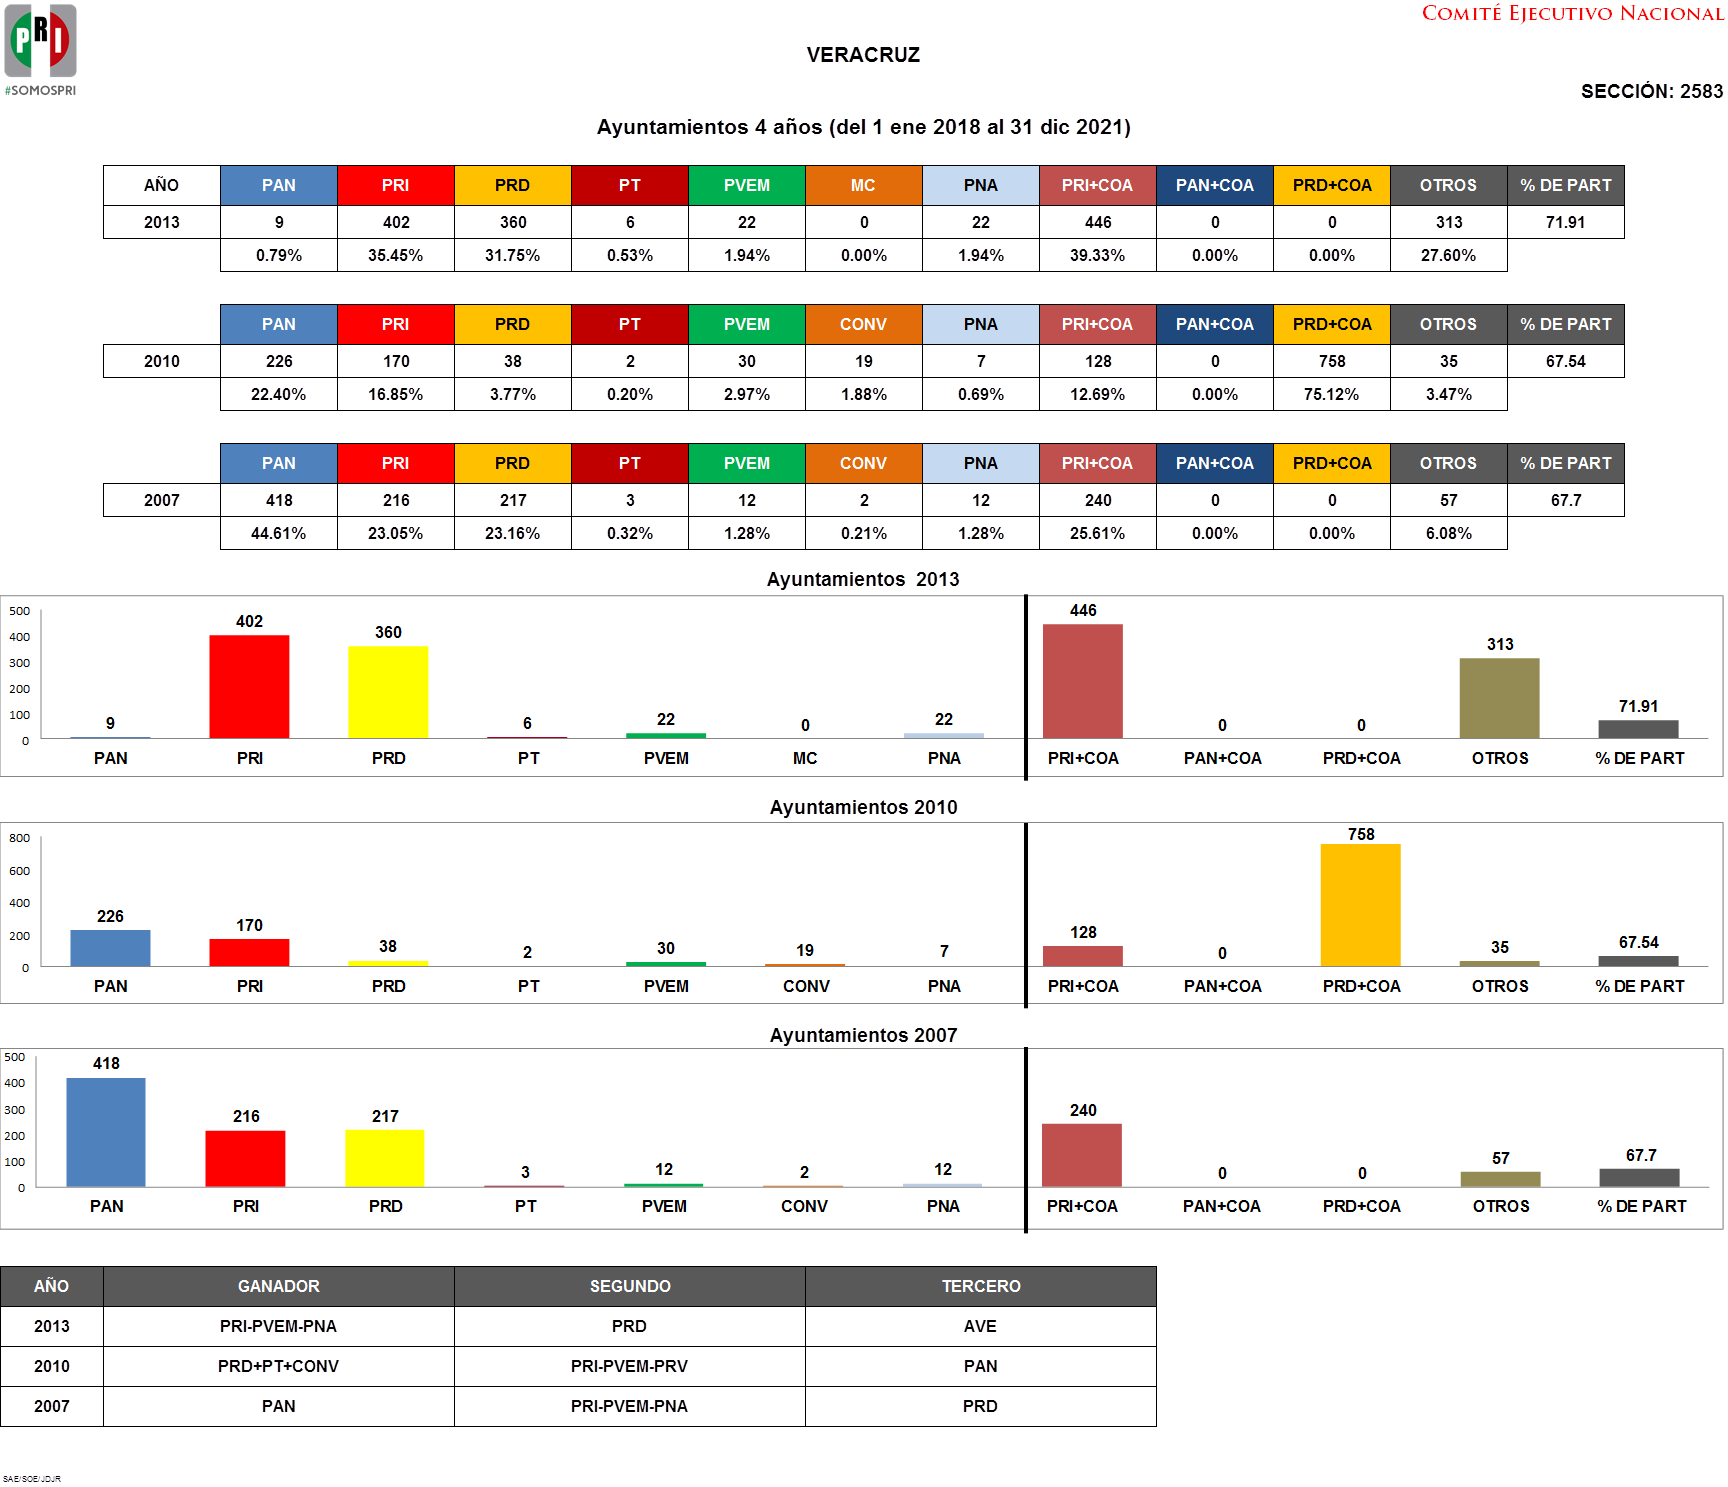 PRI
#SOMOSPRI
COMITÉ EJECUTIVO NACIONAL
VERACRUZ
SECCIÓN: 2583
Ayuntamientos 4 años (del 1 ene 2018 al 31 dic 2021)
AÑO PAN PRI PRD PT PVEM MC PNA PRI+COA PAN+COA PRD+COA OTROS % DE PART
2013 9 402 360 6 22 0 22 446 0 0 313 71.91
0.79% 35.45% 31.75% 0.53% 1.94% 0.00% 1.94% 39.33% 0.00% 0.00% 27.60%
PAN PRI PRD PT PVEM CONV PNA PRI+COA PAN+COA PRD+COA OTROS % DE PART
2010 226 170 38 2 30 19 7 128 0 758 35 67.54
22.40% 16.85% 3.77% 0.20% 2.97% 1.88% 0.69% 12.69% 0.00% 75.12% 3.47%
PAN PRI PRD PT PVEM CONV PNA PRI+COA PAN+COA PRD+COA OTROS % DE PART
2007 418 216 217 3 12 2 12 240 0 0 57 67.7
44.61% 23.05% 23.16% 0.32% 1.28% 0.21% 1.28% 25.61% 0.00% 0.00% 6.08%
Ayuntamientos 2013
500
400
300
200
100
0
9 402 360 6 22 0 22 446 0 0 313 71.91
PAN PRI PRD PT PVEM MC PNA PRI+COA PAN+COA PRD+COA OTROS % DE PART
Ayuntamientos 2010
800
600
400
200
0
226 170 38 2 30 19 7 128 0 758 35 67.54
PAN PRI PRD PT PVEM CONV PNA PRI+COA PAN+COA PRD+COA OTROS % DE PART
Ayuntamientos 2007
500
400
300
200
100
0
418 216 217 3 12 2 12 240 0 0 57 67.7
PAN PRI PRD PT PVEM CONV PNA PRI+COA PAN+COA PRD+COA OTROS % DE PART
AÑO GANADOR SEGUNDO TERCERO
2013 PRI-PVEM-PNA PRD AVE
2010 PRD+PT+CONV PRI-PVEM-PRV PAN
2007 PAN PRI-PVEM-PNA PRD
SAE/SOE/JDJR